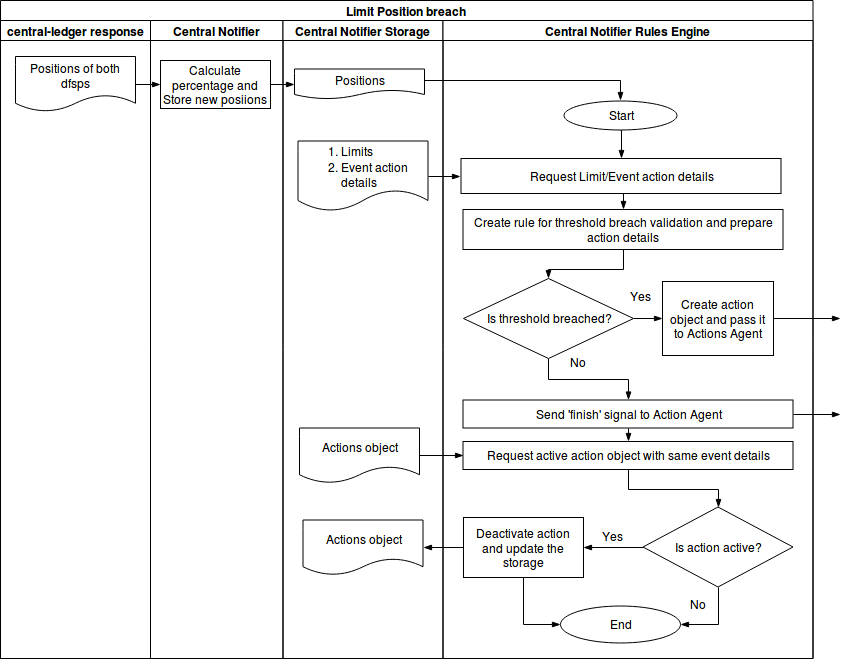 Limit Position breach
central-ledger response
Central Notifier
Central Notifier Storage
Central Notifier Rules Engine
Positions of both
dfsps
Calculate
percentage and
Store new posiions
Positions
Start
1. Limits
2. Event action
details
Request Limit/Event action details
Create rule for threshold breach validation and prepare
action details
Is threshold breached?
Yes
Create action
object and pass it
to Actions Agent
No
Send 'finish' signal to Action Agent
Actions object
Request active action object with same event details
Actions object
Deactivate action
and update the
storage
Yes
Is action active?
No
End